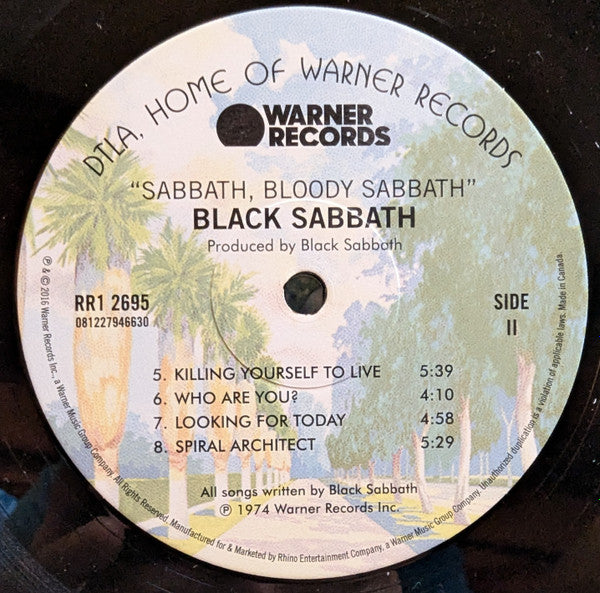 DTLA, HOME OF WARNER RECORDS
WARNER
RECORDS
"SABBATH, BLOODY SABBATH"
BLACK SABBATH
Produced by Black Sabbath
RR1 2695
081227946630
SIDE
II
5. KILLING YOURSELF TO LIVE 5:39
6. WHO ARE YOU? 4:10
7. LOOKING FOR TODAY 4:58
8. SPIRAL ARCHITECT 5:29
All songs written by Black Sabbath
℗ 1974 Warner Records Inc.
℗ & © 2016 Warner Records Inc., a Warner Music Group Company. All Rights Reserved. Manufactured for & Marketed by Rhino Entertainment Company, a Warner Music Group Company. Unauthorized duplication is a violation of applicable laws. Made in Canada.